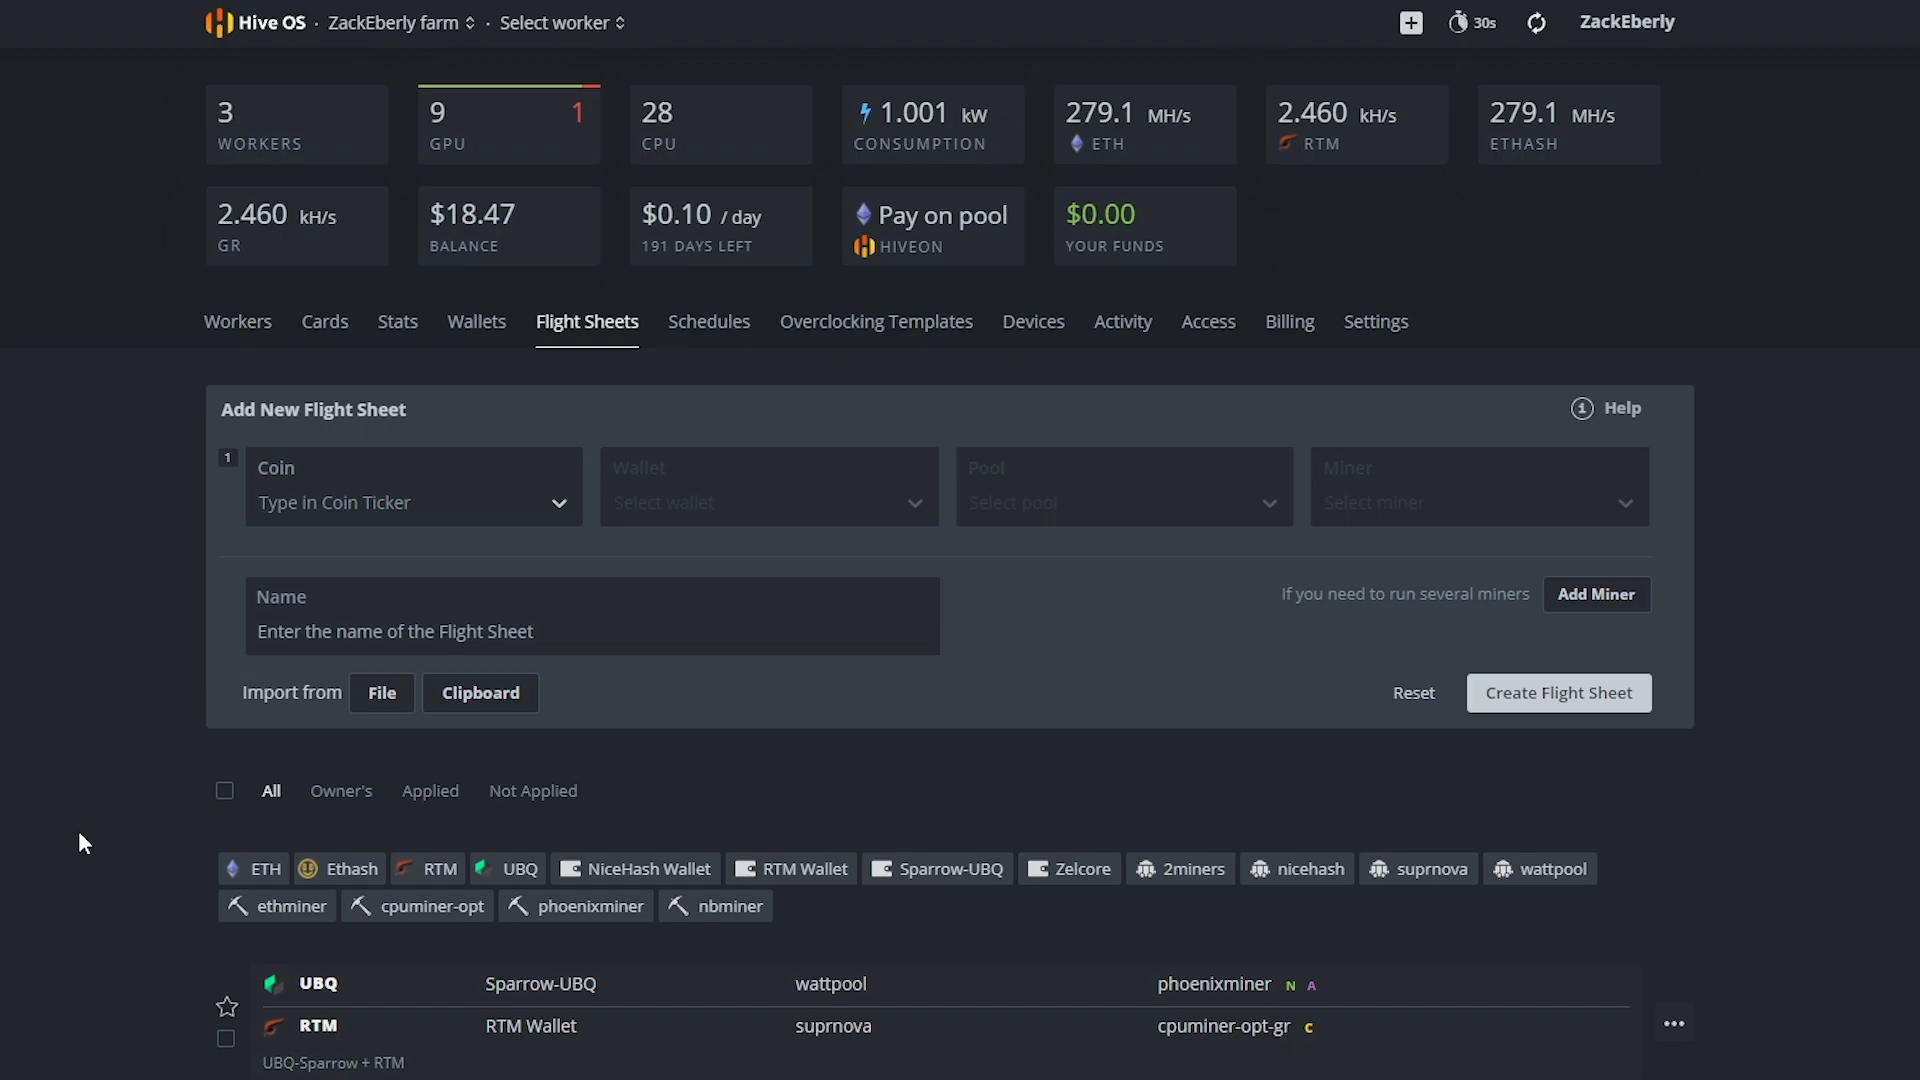 Hive OS · ZackEberly farm · Select worker 30s ZackEberly
3 9 1 28 1.001 kW 279.1 MH/s 2.460 kH/s 279.1 MH/s
WORKERS GPU CPU CONSUMPTION ETH RTM ETHASH
2.460 kH/s $18.47 $0.10 / day Pay on pool $0.00
GR BALANCE 191 DAYS LEFT HIVEON YOUR FUNDS
Workers Cards Stats Wallets Flight Sheets Schedules Overclocking Templates Devices Activity Access Billing Settings
Add New Flight Sheet Help
1 Coin Wallet Pool Miner
Type in Coin Ticker Select wallet Select pool Select miner
Name
Enter the name of the Flight Sheet
If you need to run several miners Add Miner
Import from File Clipboard Reset Create Flight Sheet
All Owner's Applied Not Applied
ETH Ethash RTM UBQ NiceHash Wallet RTM Wallet Sparrow-UBQ Zelcore 2miners nicehash suprnova wattpool
ethminer cpuminer-opt phoenixminer nbminer
UBQ Sparrow-UBQ wattpool phoenixminer N A
RTM RTM Wallet suprnova cpuminer-opt-gr C
UBQ-Sparrow + RTM